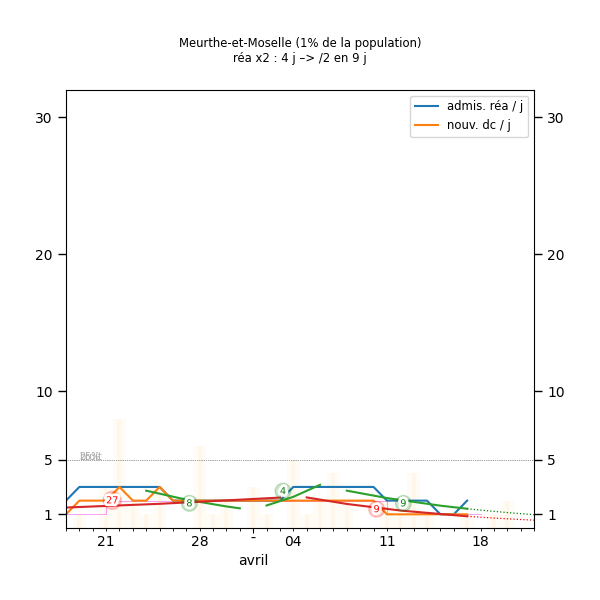 Meurthe-et-Moselle (1% de la population)
réa x2 : 4 j –> /2 en 9 j
admis. réa / j
nouv. dc / j
30 30
20 20
10 10
5 5
1 1
27
8
4
9
9
21 28 - 04 11 18
avril